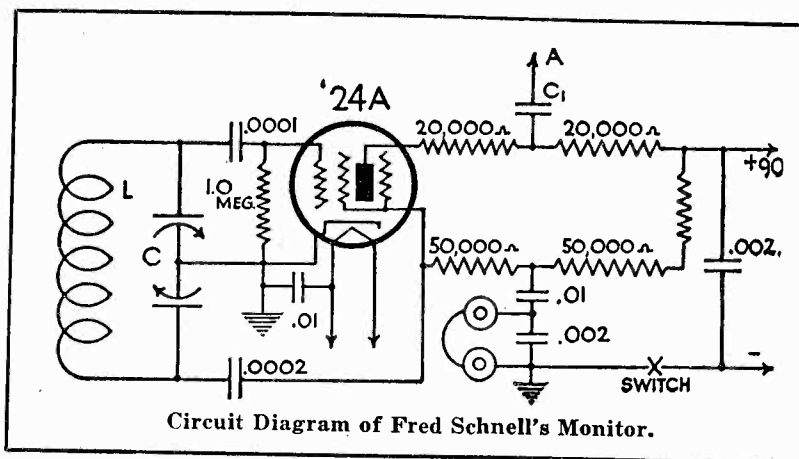 A
'24A
C1
.0001
20,000Ω
20,000Ω
+90
L
1.0
MEG.
C
50,000Ω
50,000Ω
.002.
.01
.01
.002
.0002
-
SWITCH
Circuit Diagram of Fred Schnell's Monitor.